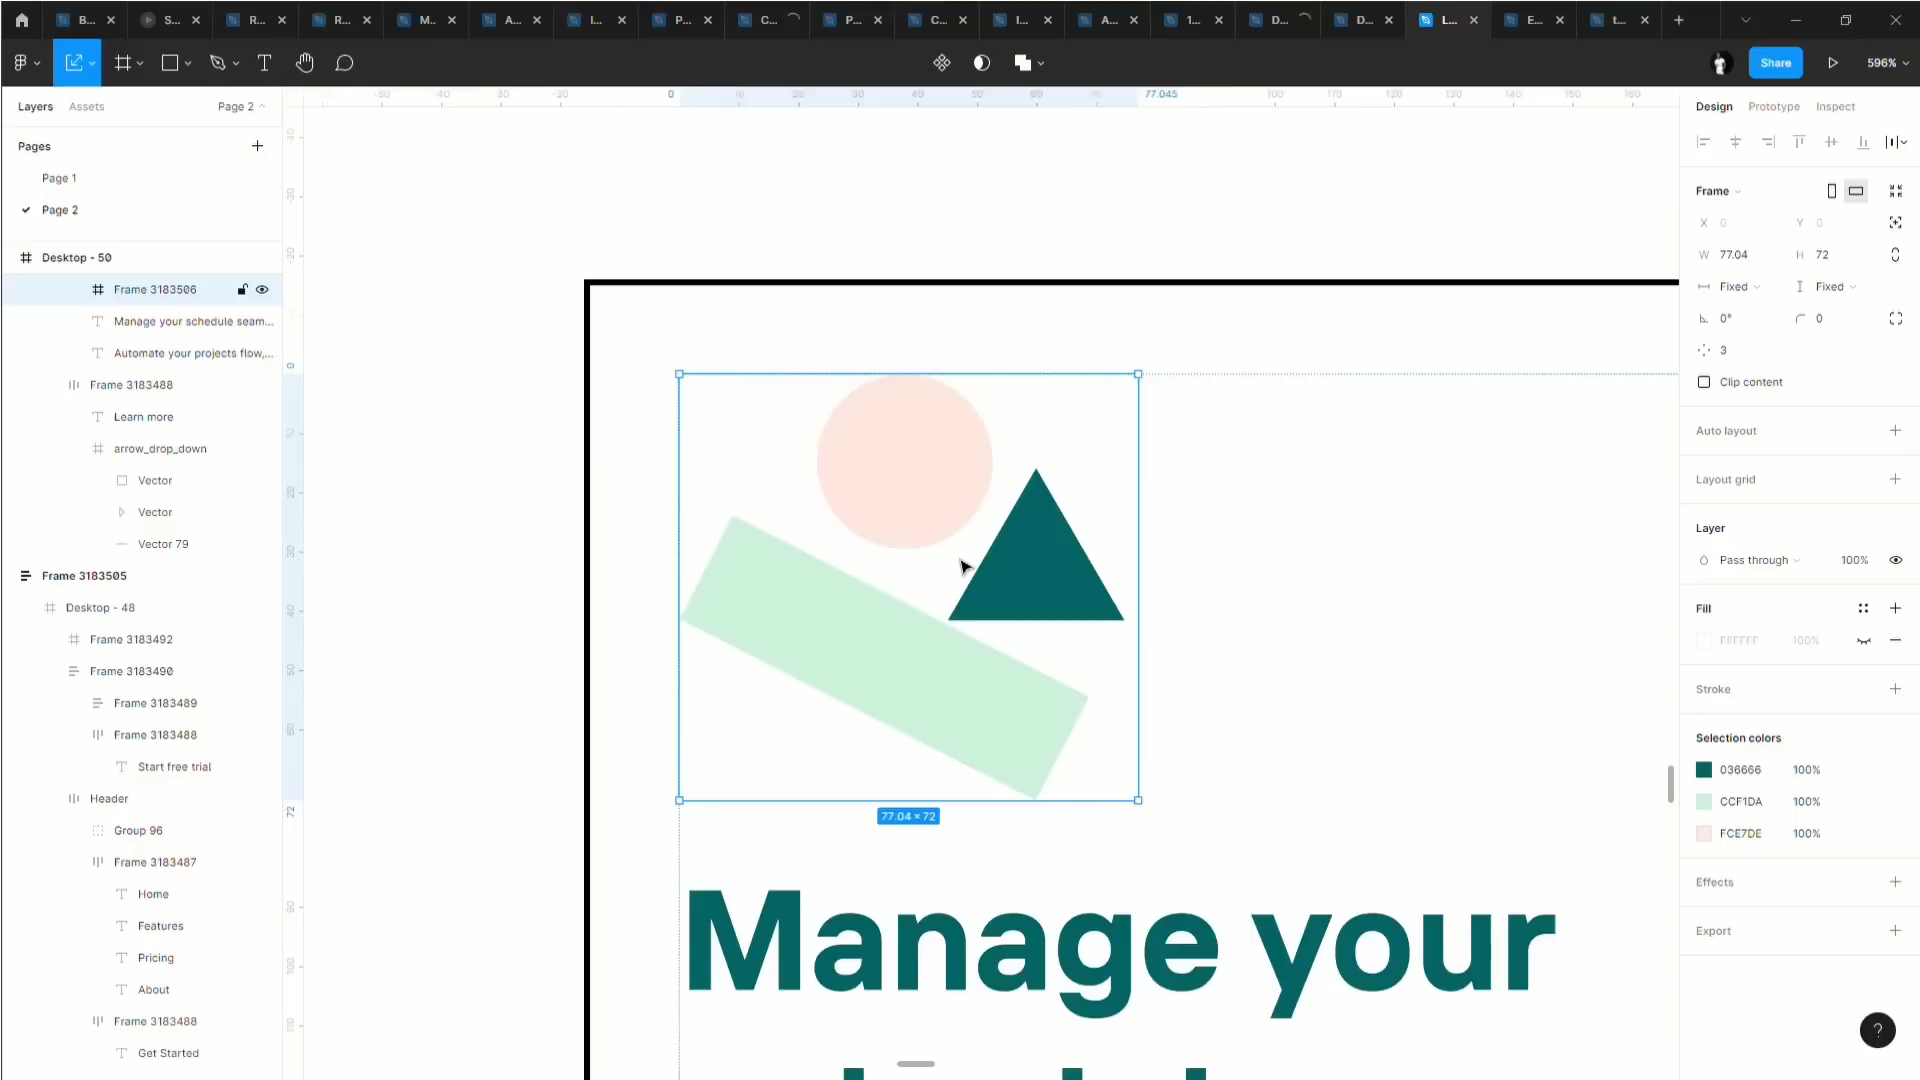 B...
S...
R...
R...
M...
A...
I...
P...
C...
P...
C...
I...
A...
1...
D...
D...
L...
E...
t...
Share
596%
Layers
Assets
Page 2
0
77.045
Design
Prototype
Inspect
Pages
Page 1
Page 2
Desktop - 50
Frame 3183506
Manage your schedule seam...
Automate your projects flow,...
Frame 3183488
Learn more
arrow_drop_down
Vector
Vector
Vector 79
Frame 3183505
Desktop - 48
Frame 3183492
Frame 3183490
Frame 3183489
Frame 3183488
Start free trial
Header
Group 96
Frame 3183487
Home
Features
Pricing
About
Frame 3183488
Get Started
0
72
77.04 × 72
Manage your
Frame
X 0 Y 0
W 77.04 H 72
Fixed Fixed
0° 0
3
Clip content
Auto layout
Layout grid
Layer
Pass through 100%
Fill
FFFFFF 100%
Stroke
Selection colors
036666 100%
CCF1DA 100%
FCE7DE 100%
Effects
Export
?